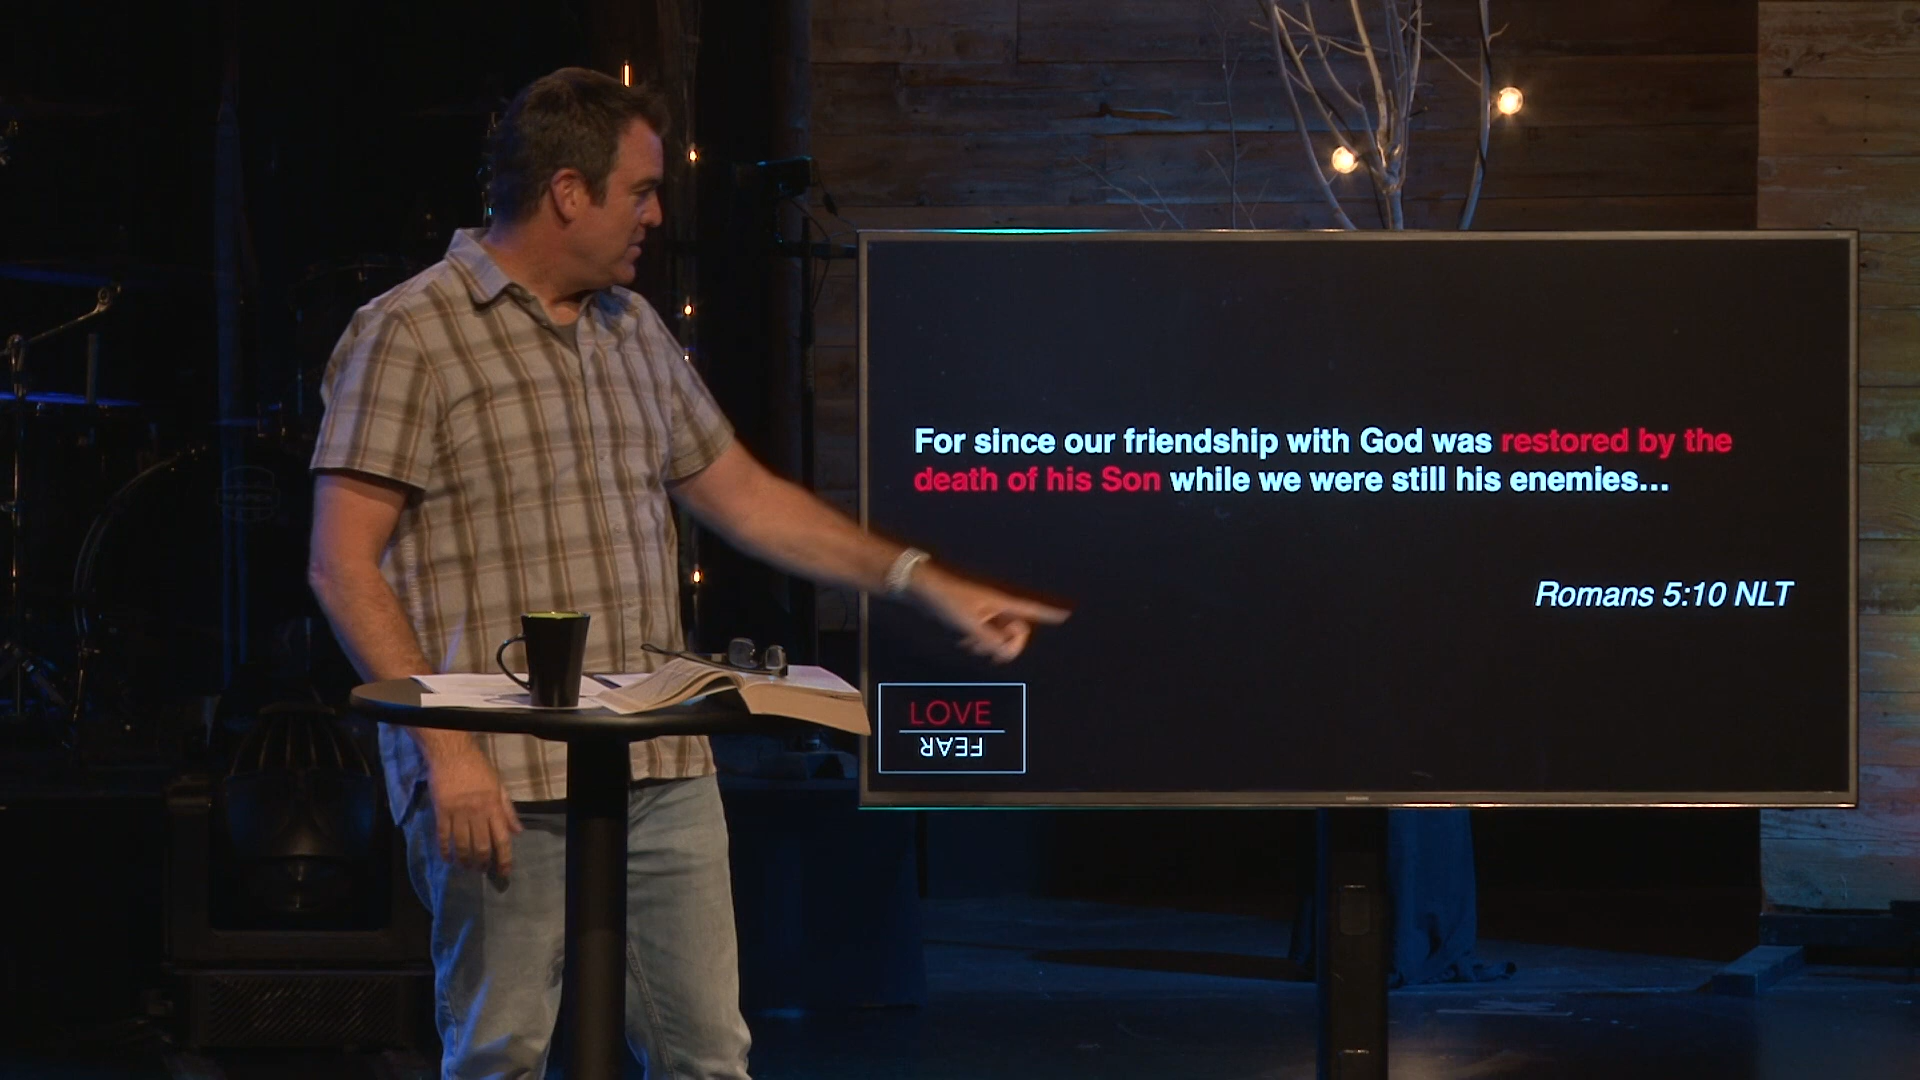 For since our friendship with God was restored by the
death of his Son while we were still his enemies...
Romans 5:10 NLT
LOVE
FEAR